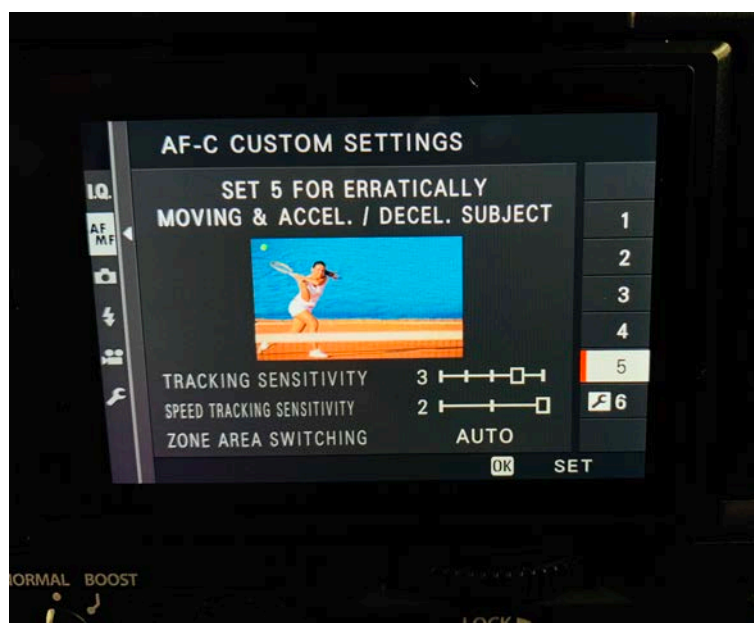 AF-C CUSTOM SETTINGS
I.Q.
AF
MF
SET 5 FOR ERRATICALLY
MOVING & ACCEL. / DECEL. SUBJECT
TRACKING SENSITIVITY 3
SPEED TRACKING SENSITIVITY 2
ZONE AREA SWITCHING AUTO
1
2
3
4
5
6
OK SET
NORMAL BOOST
LOCK